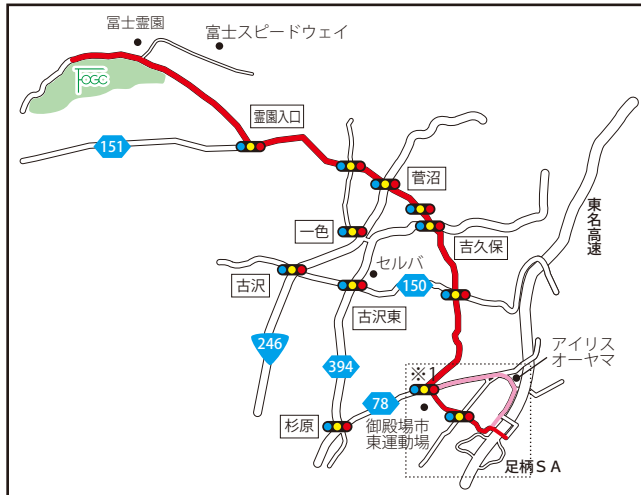 冨士霊園
富士スピードウェイ
FOGC
霊園入口
151
菅沼
東名高速
一色
吉久保
セルバ
古沢
150
古沢東
246
アイリス
オーヤマ
※1
394
78
御殿場市
東運動場
杉原
足柄SA